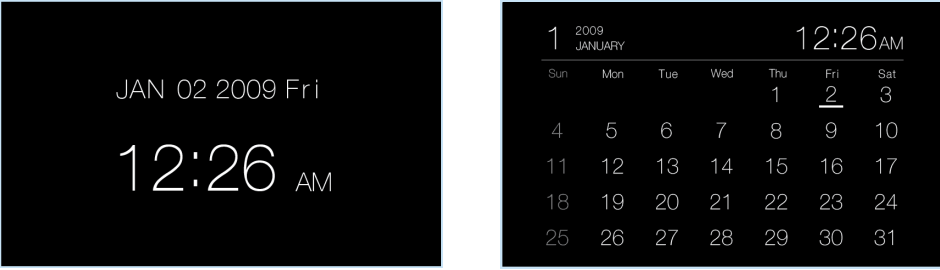 JAN 02 2009 Fri
12:26 AM
1 2009 JANUARY 12:26AM
Sun Mon Tue Wed Thu Fri Sat
1 2 3
4 5 6 7 8 9 10
11 12 13 14 15 16 17
18 19 20 21 22 23 24
25 26 27 28 29 30 31